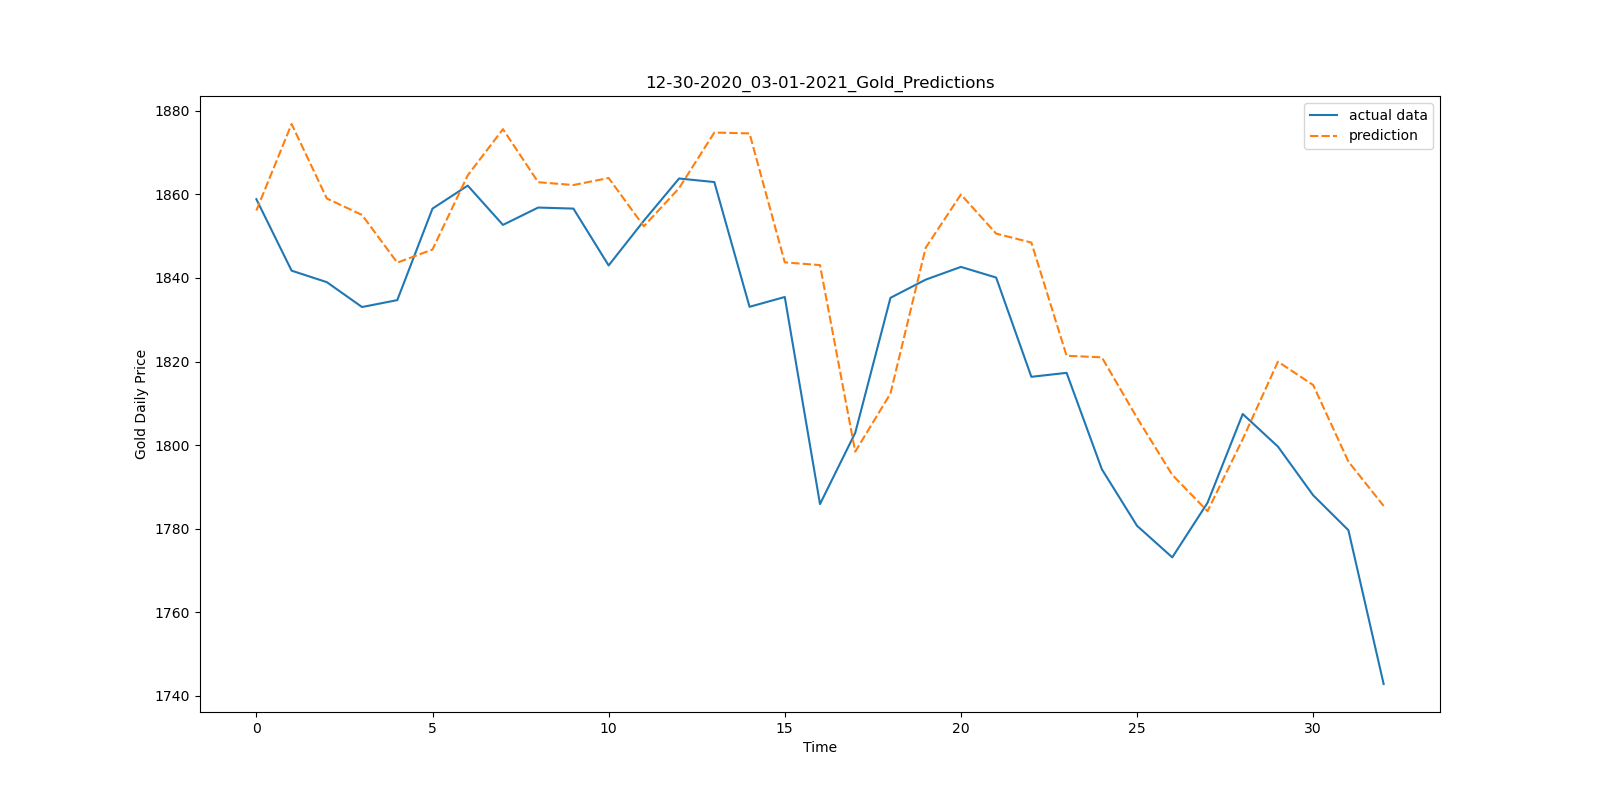 12-30-2020_03-01-2021_Gold_Predictions
actual data
prediction
1880
1860
1840
1820
1800
1780
1760
1740
Gold Daily Price
0 5 10 15 20 25 30
Time